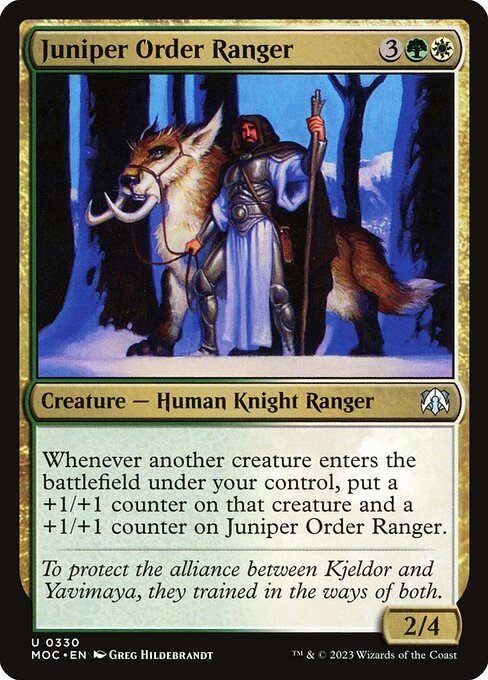 Juniper Order Ranger 3
Creature — Human Knight Ranger
Whenever another creature enters the
battlefield under your control, put a
+1/+1 counter on that creature and a
+1/+1 counter on Juniper Order Ranger.
To protect the alliance between Kjeldor and
Yavimaya, they trained in the ways of both.
2/4
U 0330
MOC • EN Greg Hildebrandt
™ & © 2023 Wizards of the Coast